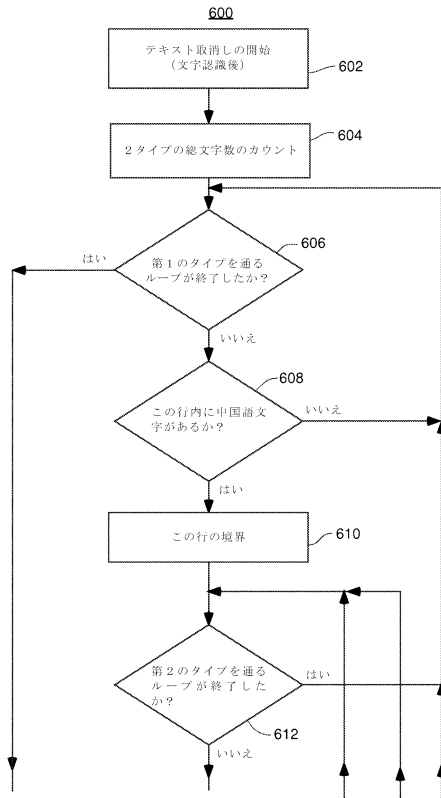 600
テキスト取消しの開始
(文字認識後)
602
2タイプの総文字数のカウント
604
606
はい
第1のタイプを通る
ループが終了したか?
いいえ
608
この行内に中国語文
字があるか?
いいえ
はい
この行の境界
610
第2のタイプを通る
ループが終了した
か?
はい
612
いいえ